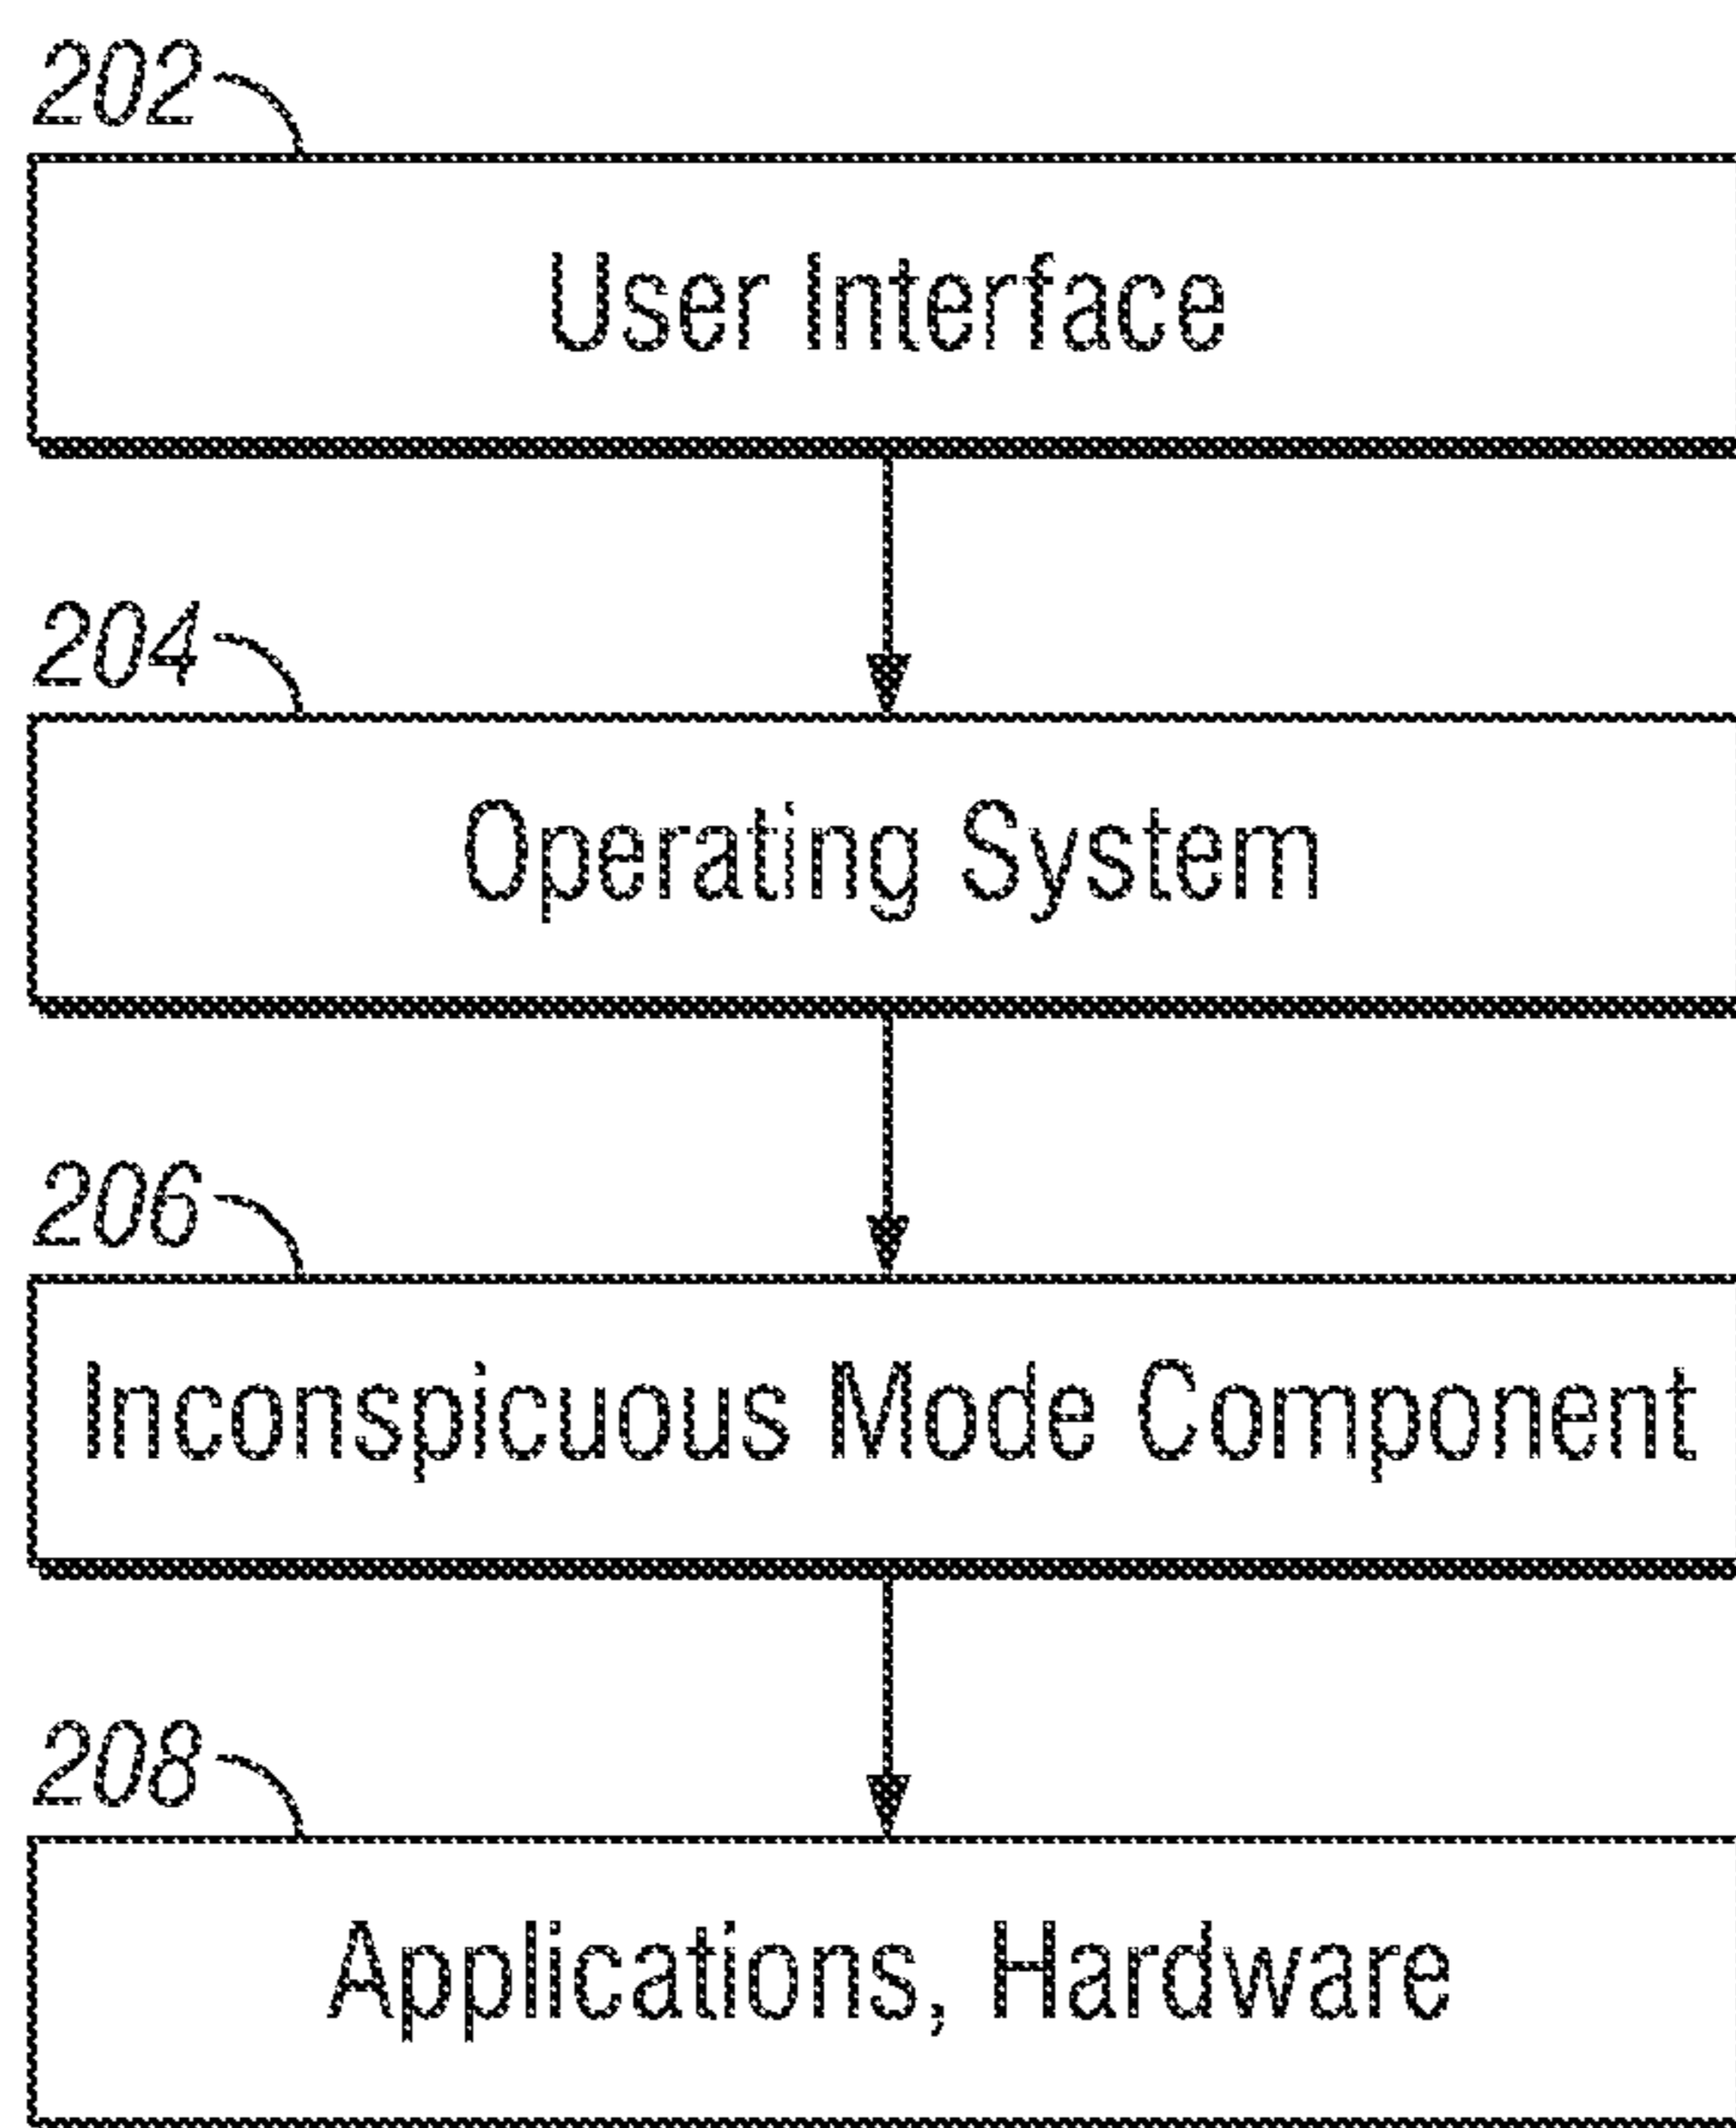 202
User Interface
204
Operating System
206
Inconspicuous Mode Component
208
Applications, Hardware